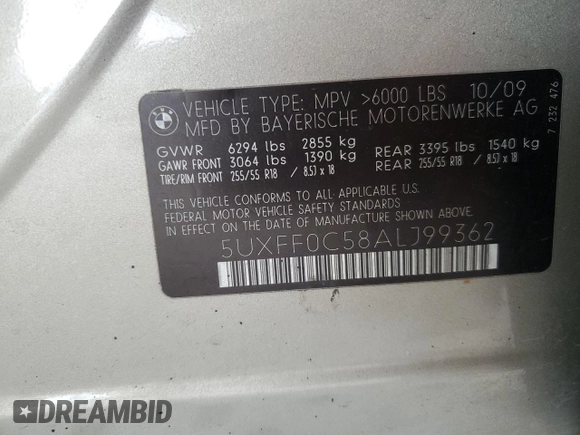 BMW
VEHICLE TYPE: MPV >6000 LBS 10/09
MFD BY BAYERISCHE MOTORENWERKE AG
GVWR 6294 lbs 2855 kg
GAWR FRONT 3064 lbs 1390 kg REAR 3395 lbs 1540 kg
TIRE/RIM FRONT 255/55 R18 / 8.5J x 18 REAR 255/55 R18 / 8.5J x 18
THIS VEHICLE CONFORMS TO ALL APPLICABLE U.S.
FEDERAL MOTOR VEHICLE SAFETY STANDARDS IN
EFFECT ON THE DATE OF MANUFACTURE SHOWN ABOVE.
5UXFF0C58ALJ99362
7 232 476
DREAMBID